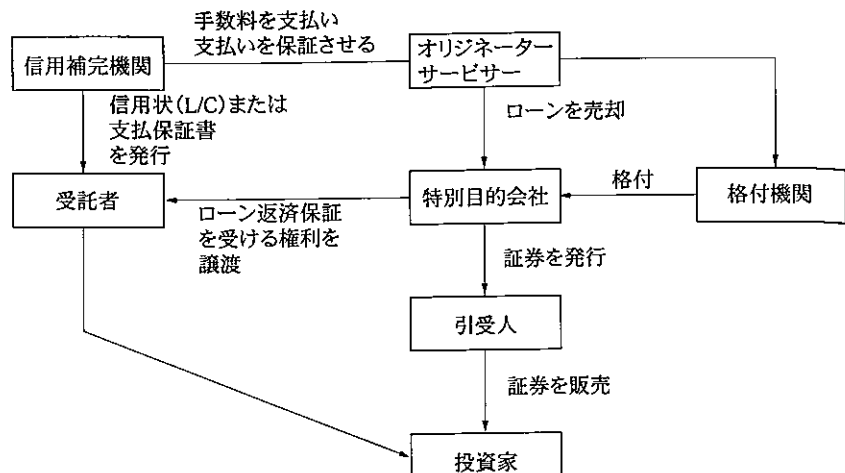 手数料を支払い
支払いを保証させる
信用補完機関
オリジネーター
サービサー
信用状(L/C)または
支払保証書
を発行
ローンを売却
受託者
特別目的会社
格付
格付機関
ローン返済保証
を受ける権利を
譲渡
証券を発行
引受人
証券を販売
投資家